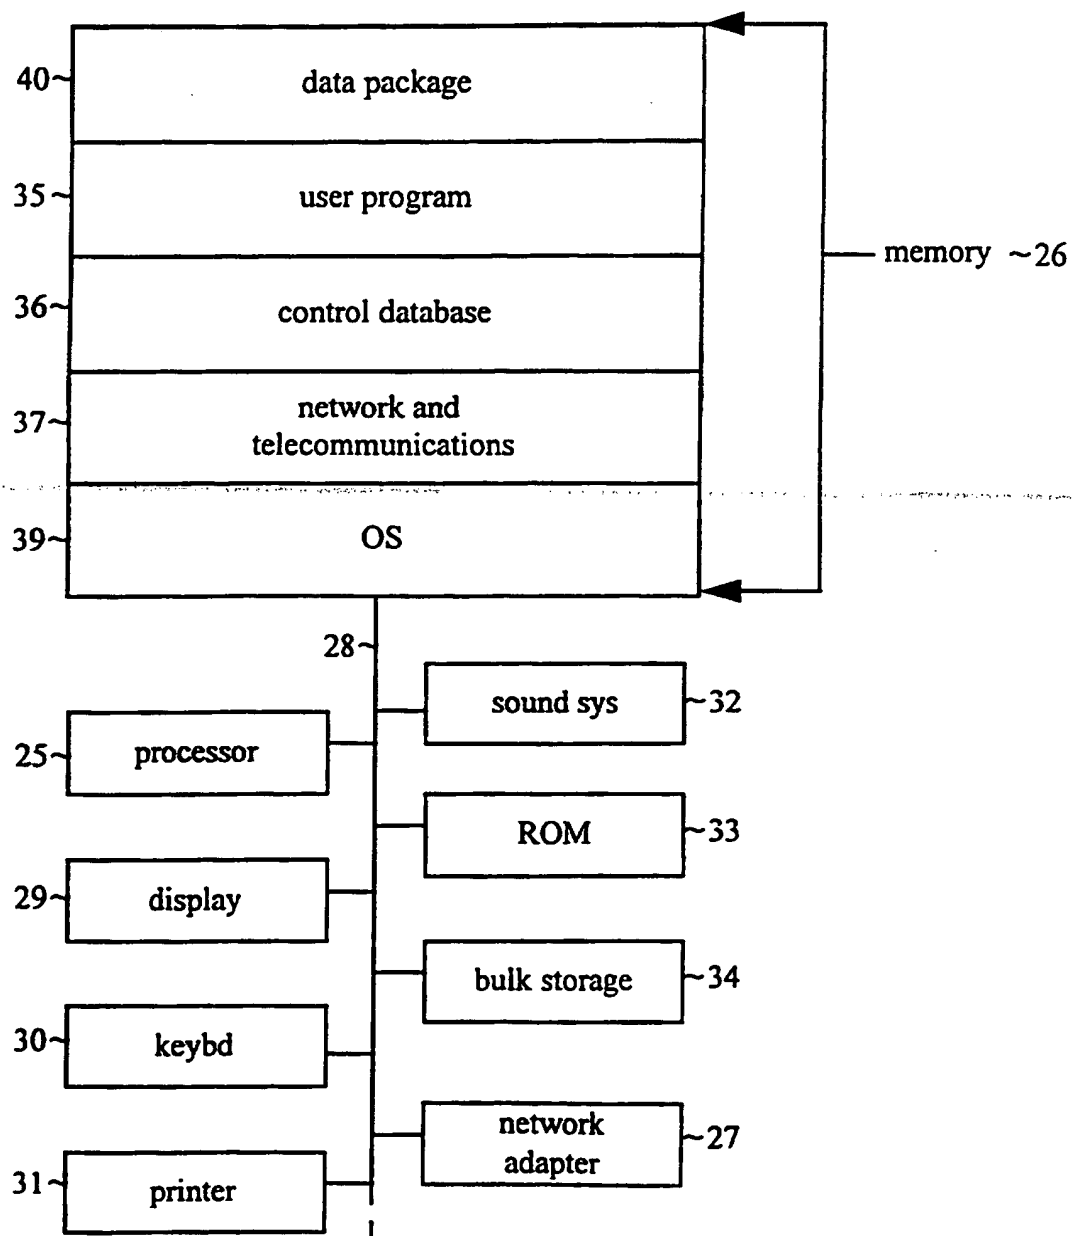 40~ data package
35~ user program
memory ~26
36~ control database
37~ network and
telecommunications
39~ OS
28~
sound sys ~32
25~ processor
ROM ~33
29~ display
bulk storage ~34
30~ keybd
network
adapter ~27
31~ printer